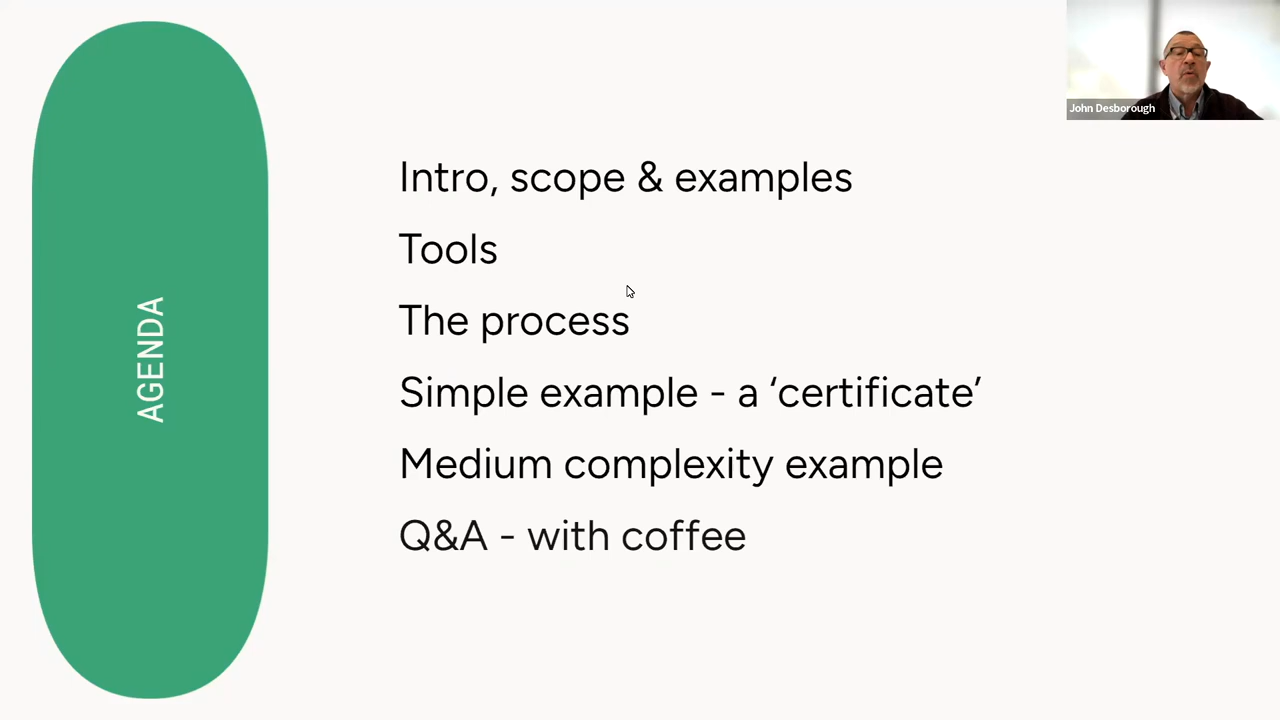 AGENDA
Intro, scope & examples
Tools
The process
Simple example - a ‘certificate’
Medium complexity example
Q&A - with coffee
John Desborough